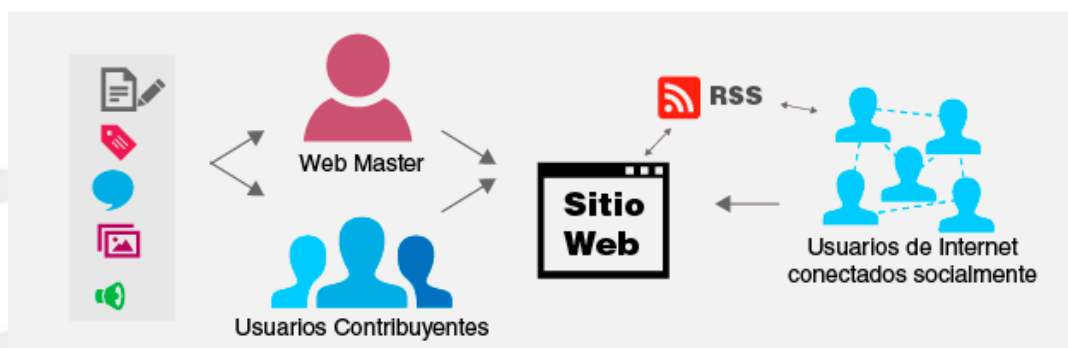 RSS
Web Master
Sitio
Web
Usuarios de Internet
conectados socialmente
Usuarios Contribuyentes